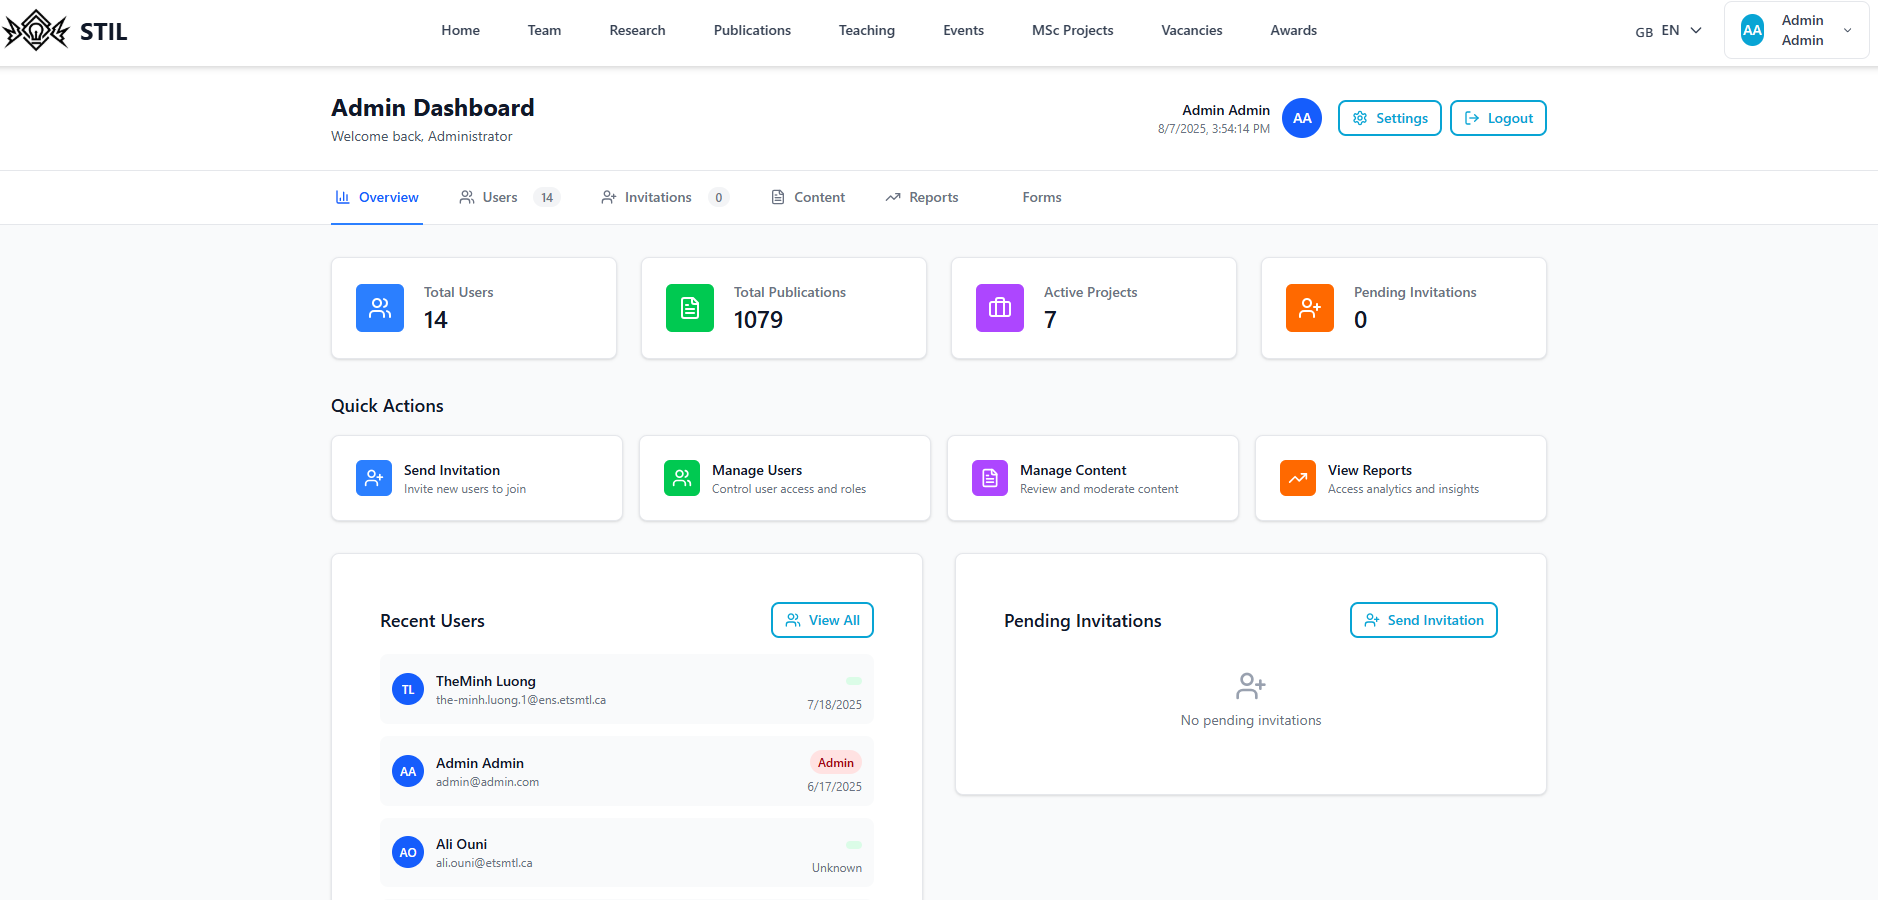 STIL
Home Team Research Publications Teaching Events MSc Projects Vacancies Awards
GB EN
AA Admin Admin
Admin Dashboard
Welcome back, Administrator
Admin Admin
8/7/2025, 3:54:14 PM
AA
Settings
Logout
Overview Users 14 Invitations 0 Content Reports Forms
Total Users
14
Total Publications
1079
Active Projects
7
Pending Invitations
0
Quick Actions
Send Invitation
Invite new users to join
Manage Users
Control user access and roles
Manage Content
Review and moderate content
View Reports
Access analytics and insights
Recent Users
View All
TL
TheMinh Luong
the-minh.luong.1@ens.etsmtl.ca
7/18/2025
AA
Admin Admin
admin@admin.com
Admin
6/17/2025
AO
Ali Ouni
ali.ouni@etsmtl.ca
Unknown
Pending Invitations
Send Invitation
No pending invitations